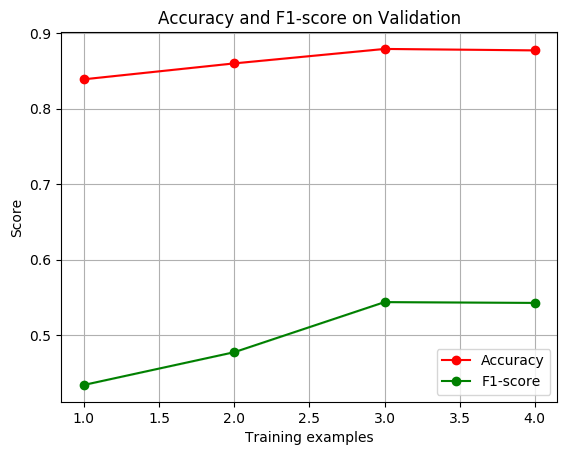 Accuracy and F1-score on Validation
Score
0.9
0.8
0.7
0.6
0.5
Accuracy
F1-score
1.0 1.5 2.0 2.5 3.0 3.5 4.0
Training examples